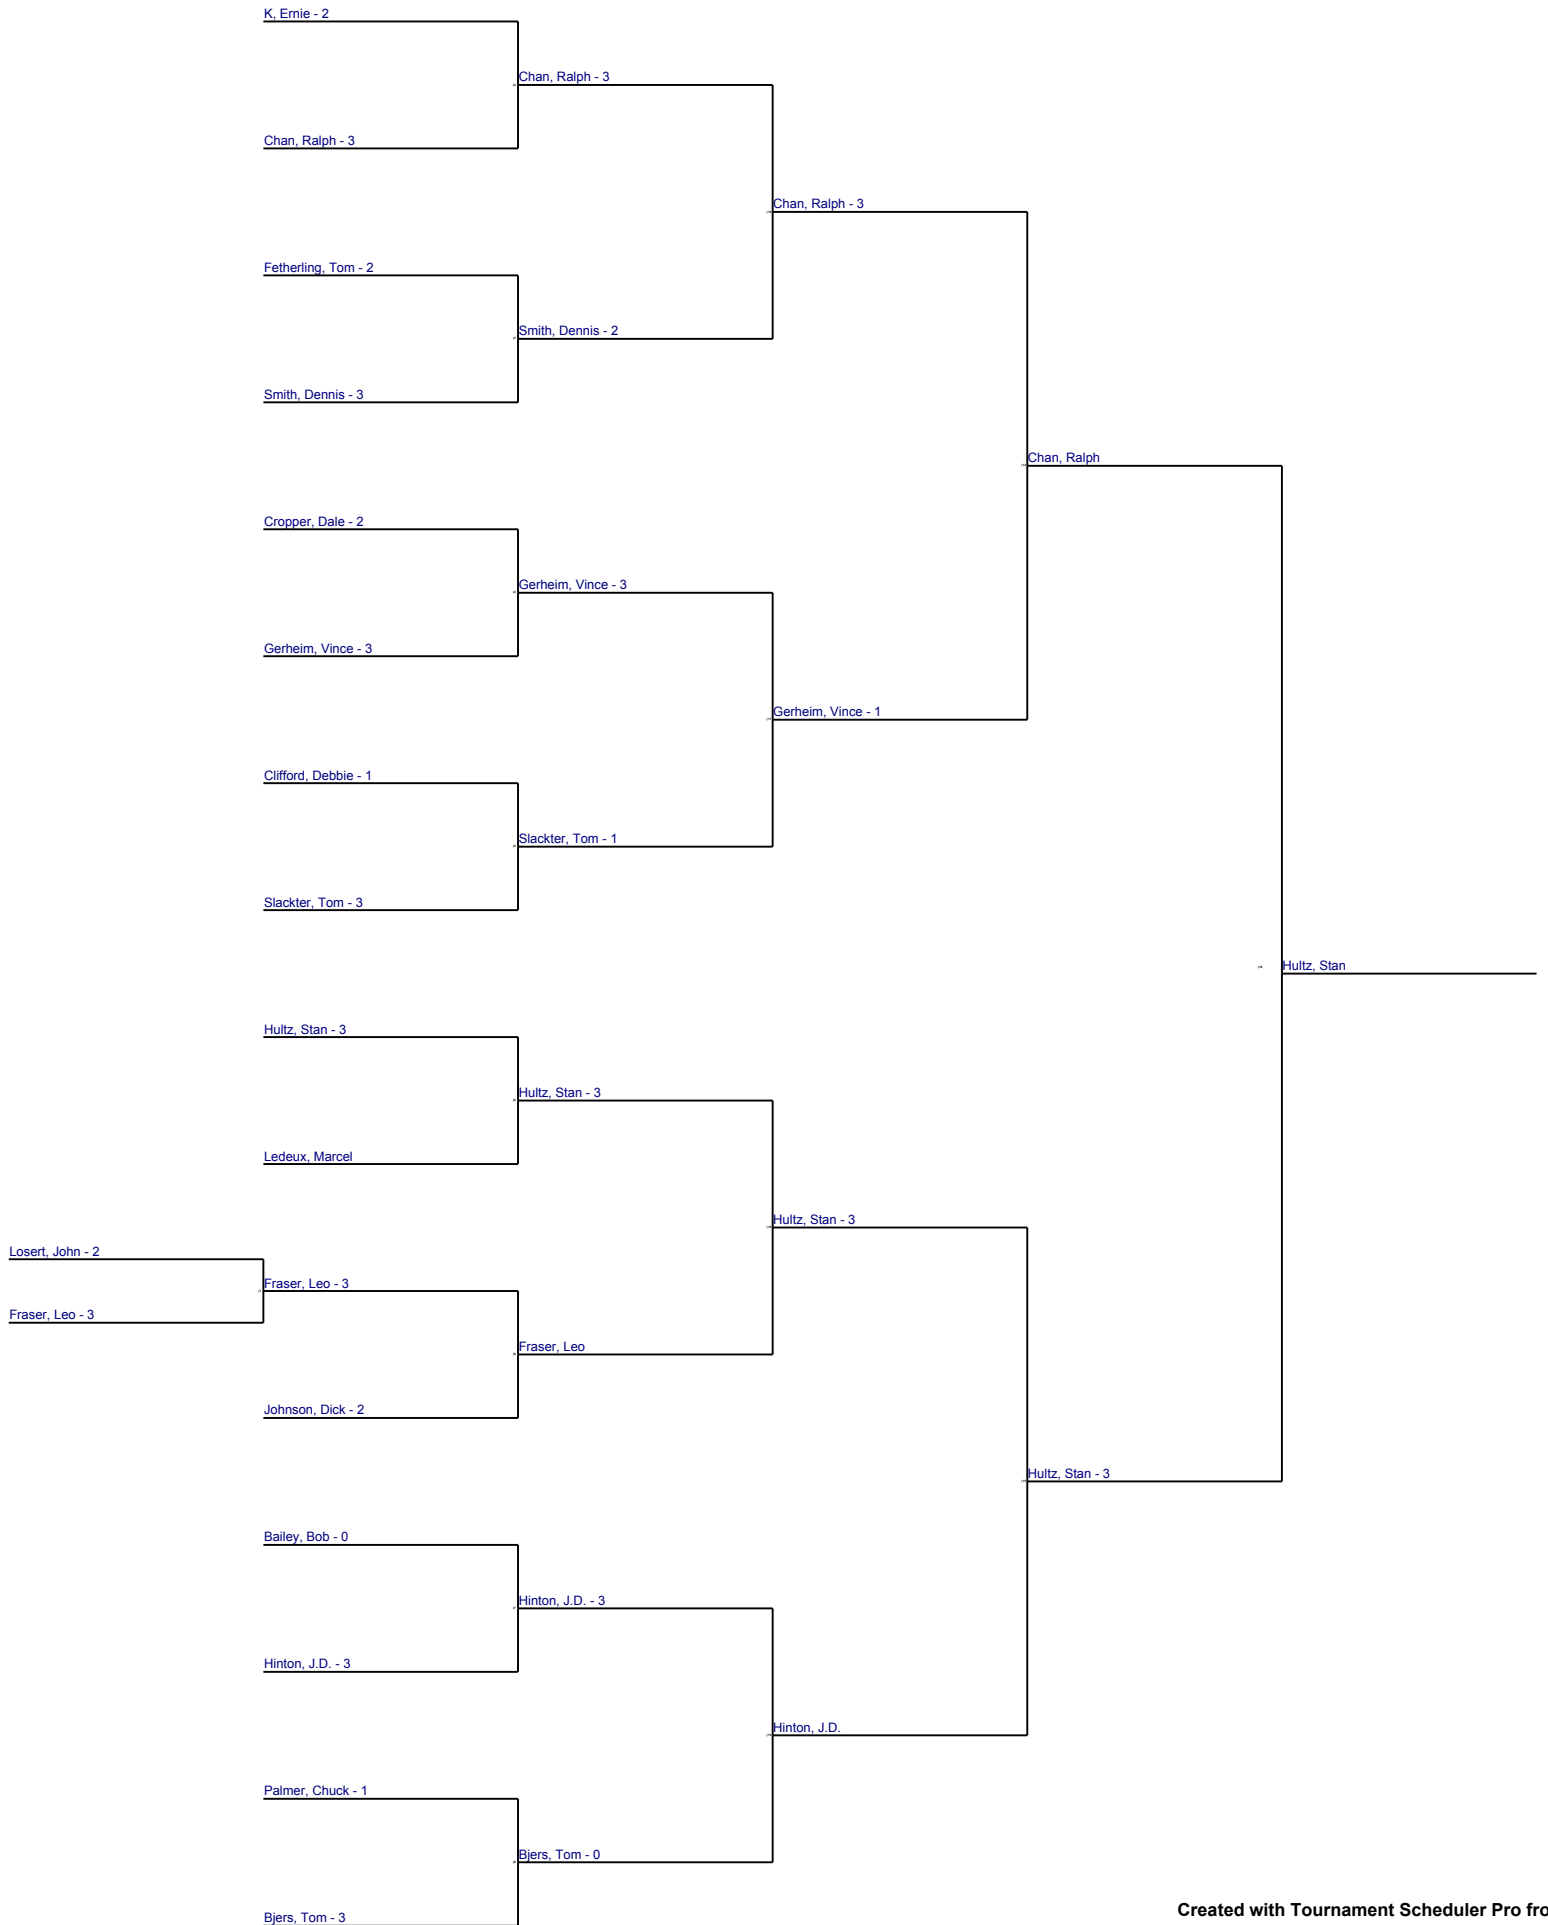 K, Ernie - 2
Chan, Ralph - 3
Chan, Ralph - 3
Chan, Ralph - 3
Fetherling, Tom - 2
Smith, Dennis - 2
Smith, Dennis - 3
Chan, Ralph
Cropper, Dale - 2
Gerheim, Vince - 3
Gerheim, Vince - 3
Gerheim, Vince - 1
Clifford, Debbie - 1
Slackter, Tom - 1
Slackter, Tom - 3
Hultz, Stan
Hultz, Stan - 3
Hultz, Stan - 3
Ledeux, Marcel
Hultz, Stan - 3
Losert, John - 2
Fraser, Leo - 3
Fraser, Leo - 3
Fraser, Leo
Johnson, Dick - 2
Hultz, Stan - 3
Bailey, Bob - 0
Hinton, J.D. - 3
Hinton, J.D. - 3
Hinton, J.D.
Palmer, Chuck - 1
Bjers, Tom - 0
Created with Tournament Scheduler Pro fro
Bjers, Tom - 3